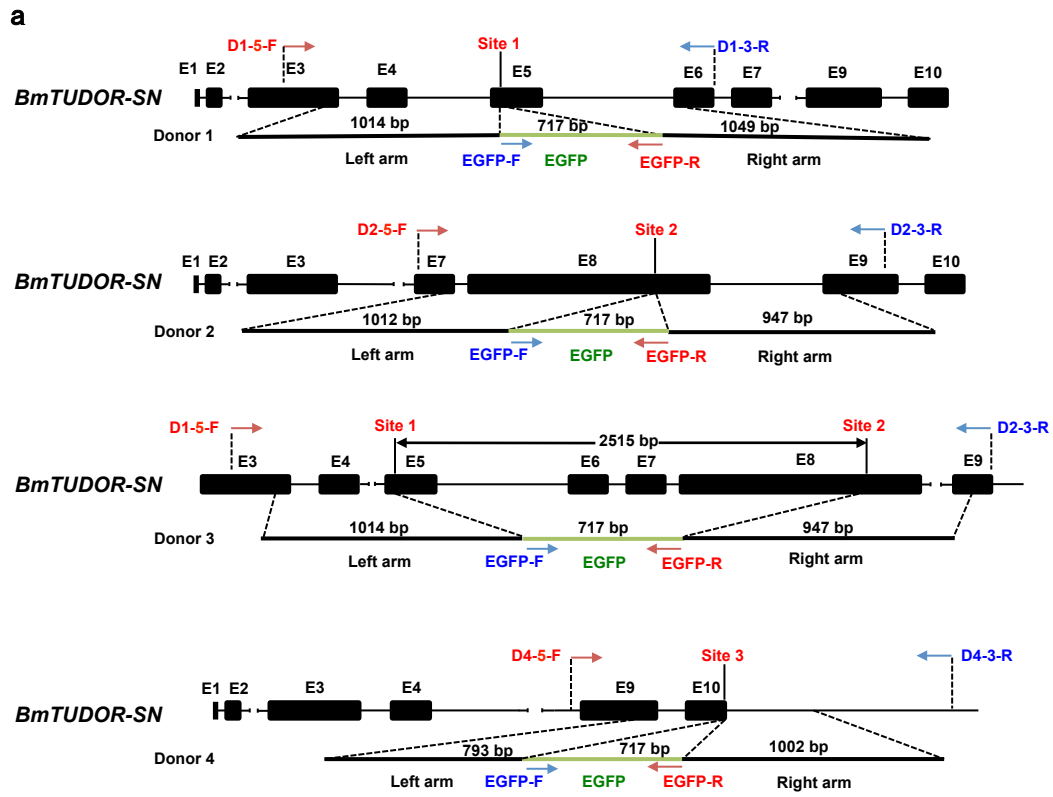 a
D1-5-F Site 1 D1-3-R
E1 E2 E3 E4 E5 E6 E7 E9 E10
BmTUDOR-SN
Donor 1 1014 bp 717 bp 1049 bp
Left arm EGFP-F EGFP EGFP-R Right arm
D2-5-F Site 2 D2-3-R
E1 E2 E3 E7 E8 E9 E10
BmTUDOR-SN
Donor 2 1012 bp 717 bp 947 bp
Left arm EGFP-F EGFP EGFP-R Right arm
D1-5-F Site 1 Site 2 D2-3-R
2515 bp
E3 E4 E5 E6 E7 E8 E9
BmTUDOR-SN
Donor 3 1014 bp 717 bp 947 bp
Left arm EGFP-F EGFP EGFP-R Right arm
D4-5-F Site 3 D4-3-R
E1 E2 E3 E4 E9 E10
BmTUDOR-SN
Donor 4 793 bp 717 bp 1002 bp
Left arm EGFP-F EGFP EGFP-R Right arm